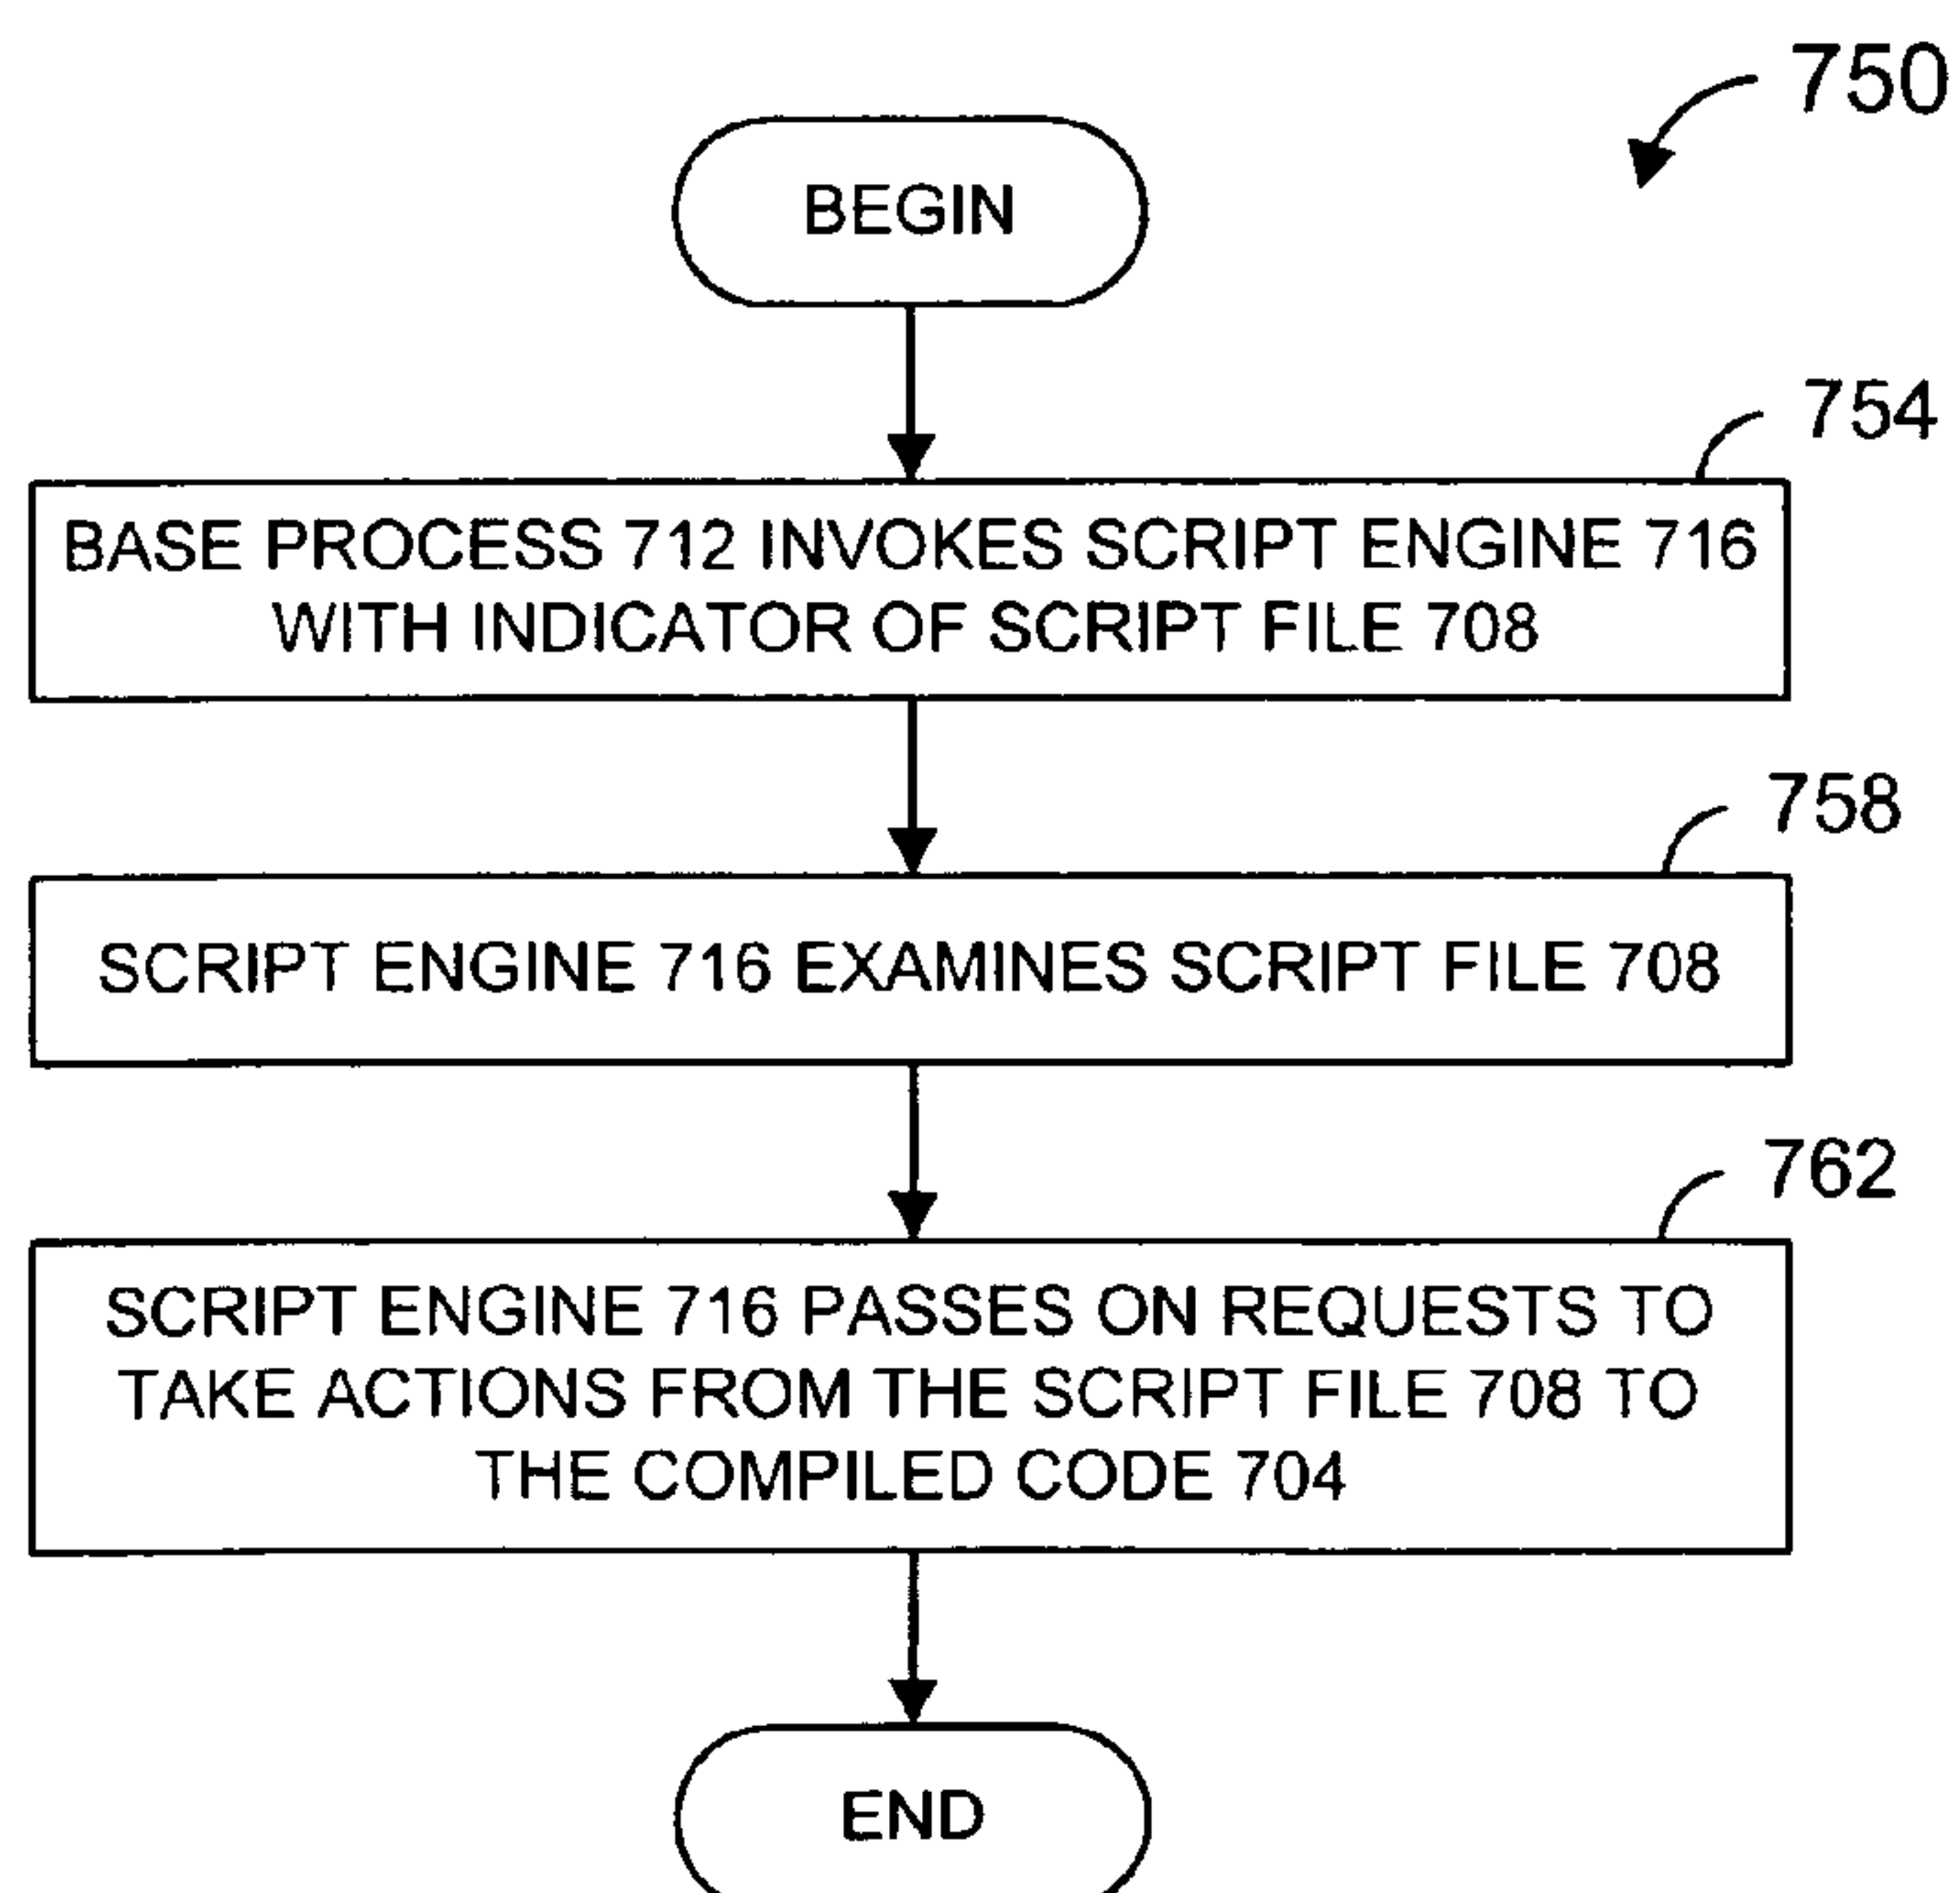 750
BEGIN
754
BASE PROCESS 712 INVOKES SCRIPT ENGINE 716
WITH INDICATOR OF SCRIPT FILE 708
758
SCRIPT ENGINE 716 EXAMINES SCRIPT FILE 708
762
SCRIPT ENGINE 716 PASSES ON REQUESTS TO
TAKE ACTIONS FROM THE SCRIPT FILE 708 TO
THE COMPILED CODE 704
END